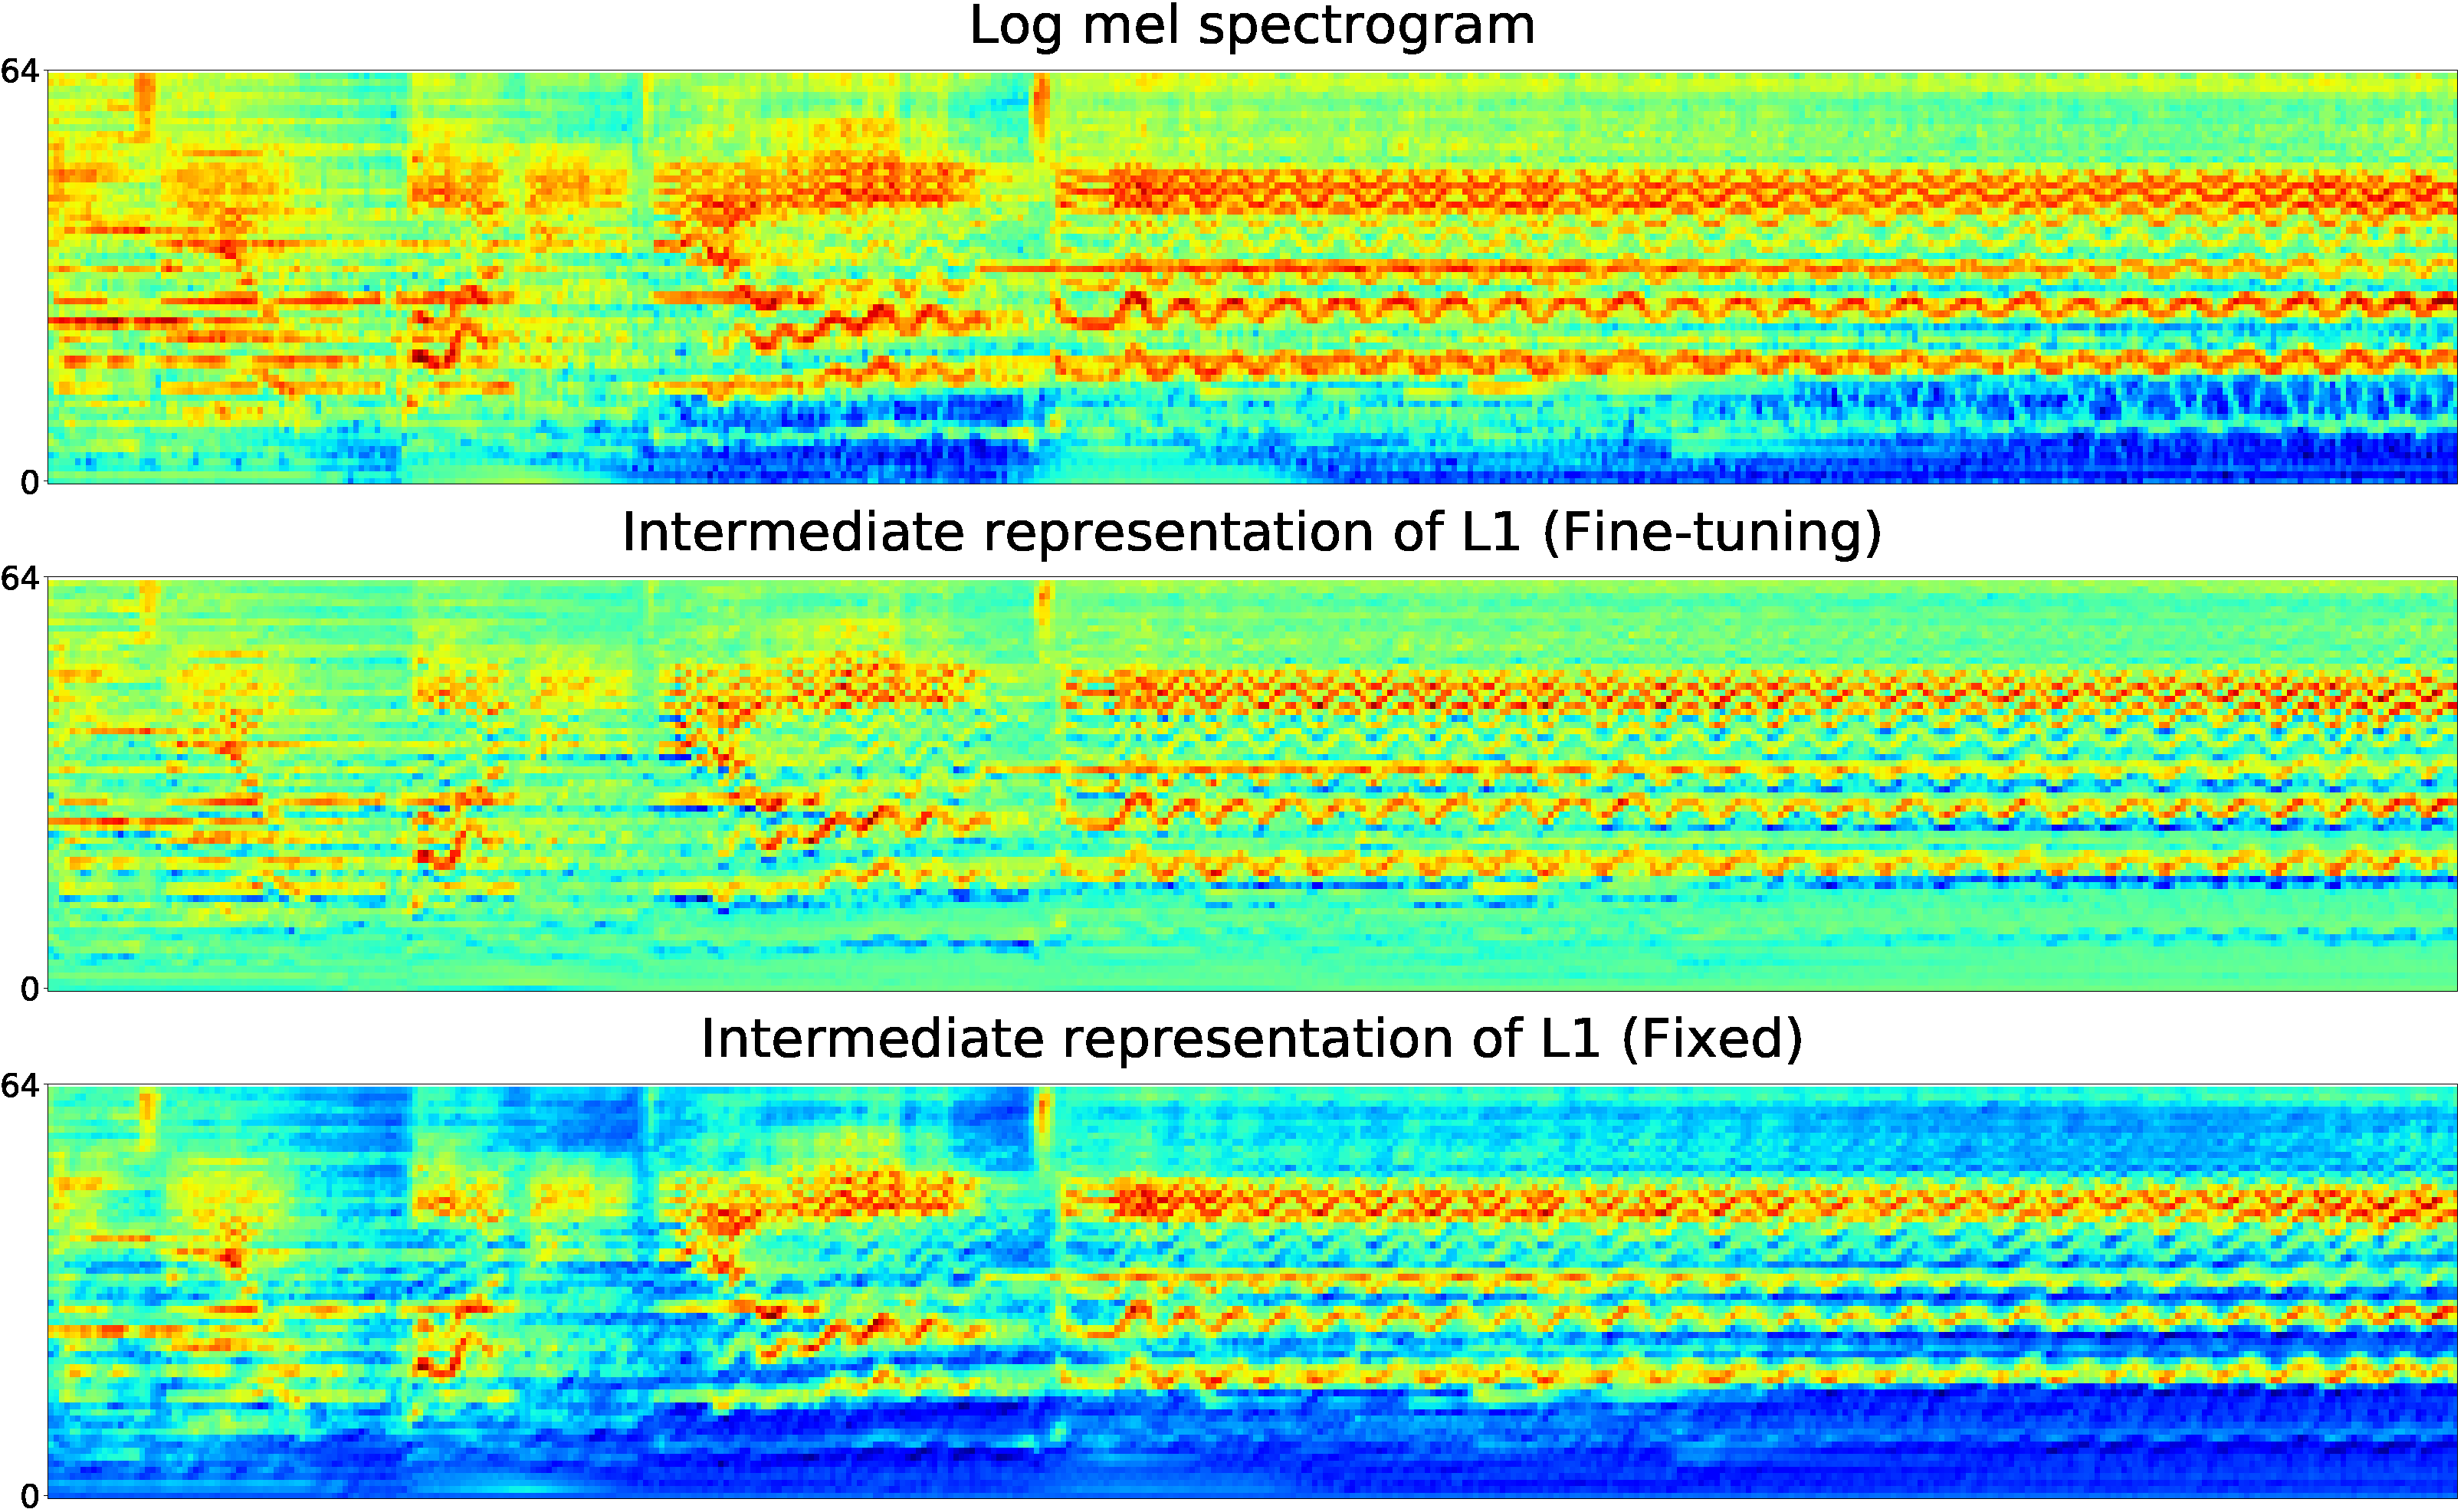 Log mel spectrogram
64
0
Intermediate representation of L1 (Fine-tuning)
64
0
Intermediate representation of L1 (Fixed)
64
0